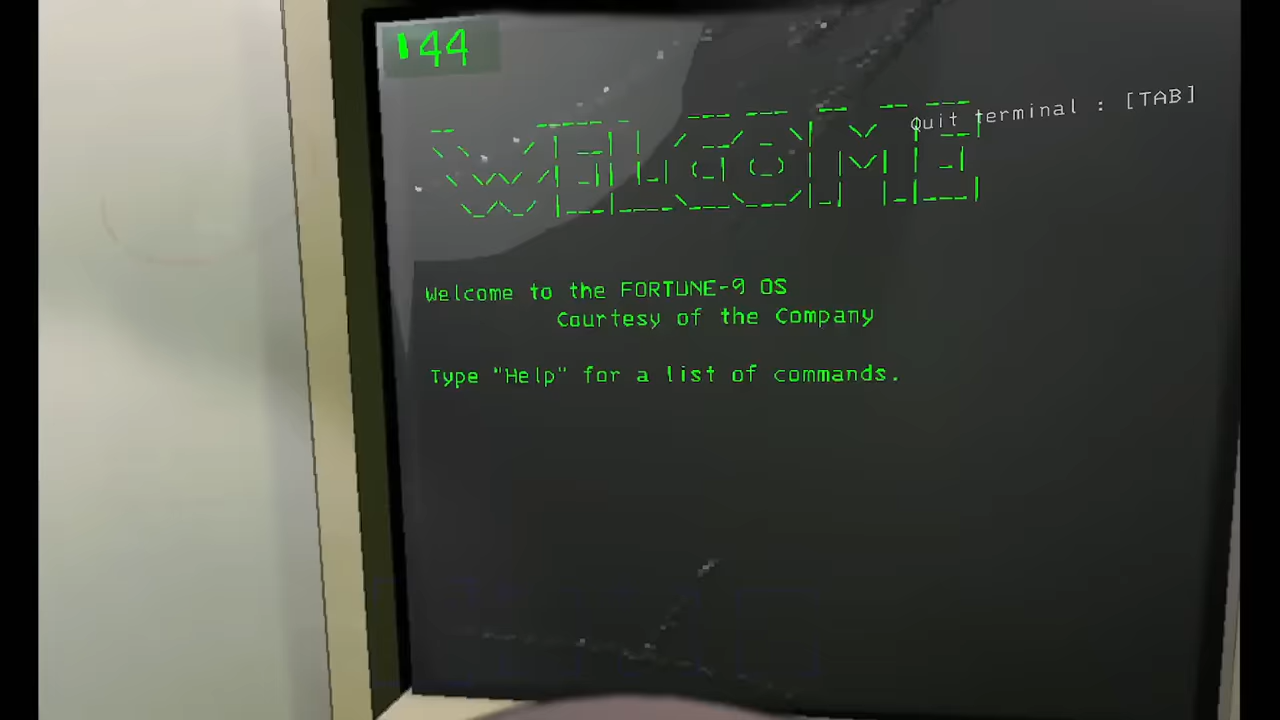 ▮44
Quit terminal : [TAB]
WELCOME
Welcome to the FORTUNE-9 OS
Courtesy of the Company
Type "Help" for a list of commands.